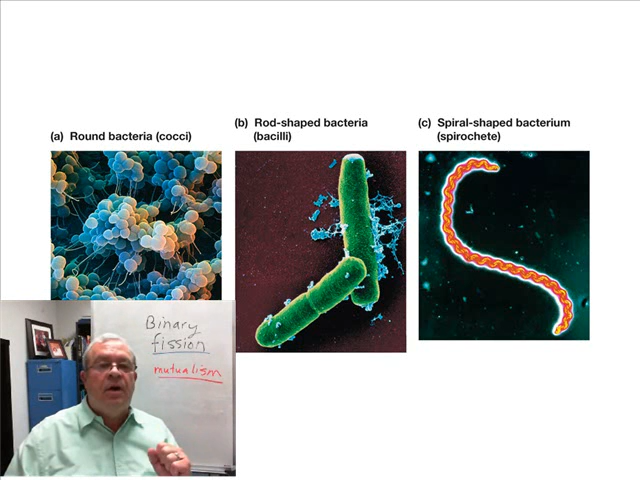 (a) Round bacteria (cocci)
(b) Rod-shaped bacteria
(bacilli)
(c) Spiral-shaped bacterium
(spirochete)
Binary
fission
mutualism